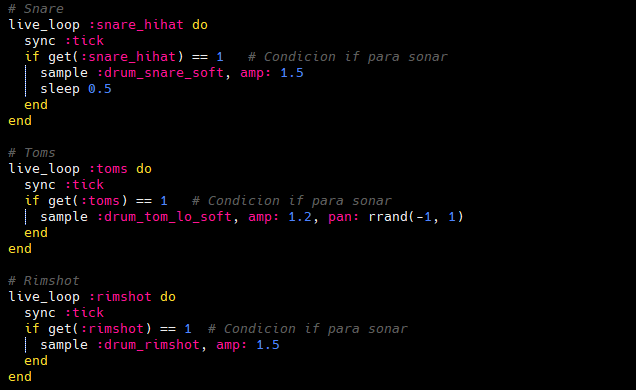 # Snare
live_loop :snare_hihat do
  sync :tick
  if get(:snare_hihat) == 1   # Condicion if para sonar
    sample :drum_snare_soft, amp: 1.5
    sleep 0.5
  end
end

# Toms
live_loop :toms do
  sync :tick
  if get(:toms) == 1   # Condicion if para sonar
    sample :drum_tom_lo_soft, amp: 1.2, pan: rrand(-1, 1)
  end
end

# Rimshot
live_loop :rimshot do
  sync :tick
  if get(:rimshot) == 1  # Condicion if para sonar
    sample :drum_rimshot, amp: 1.5
  end
end